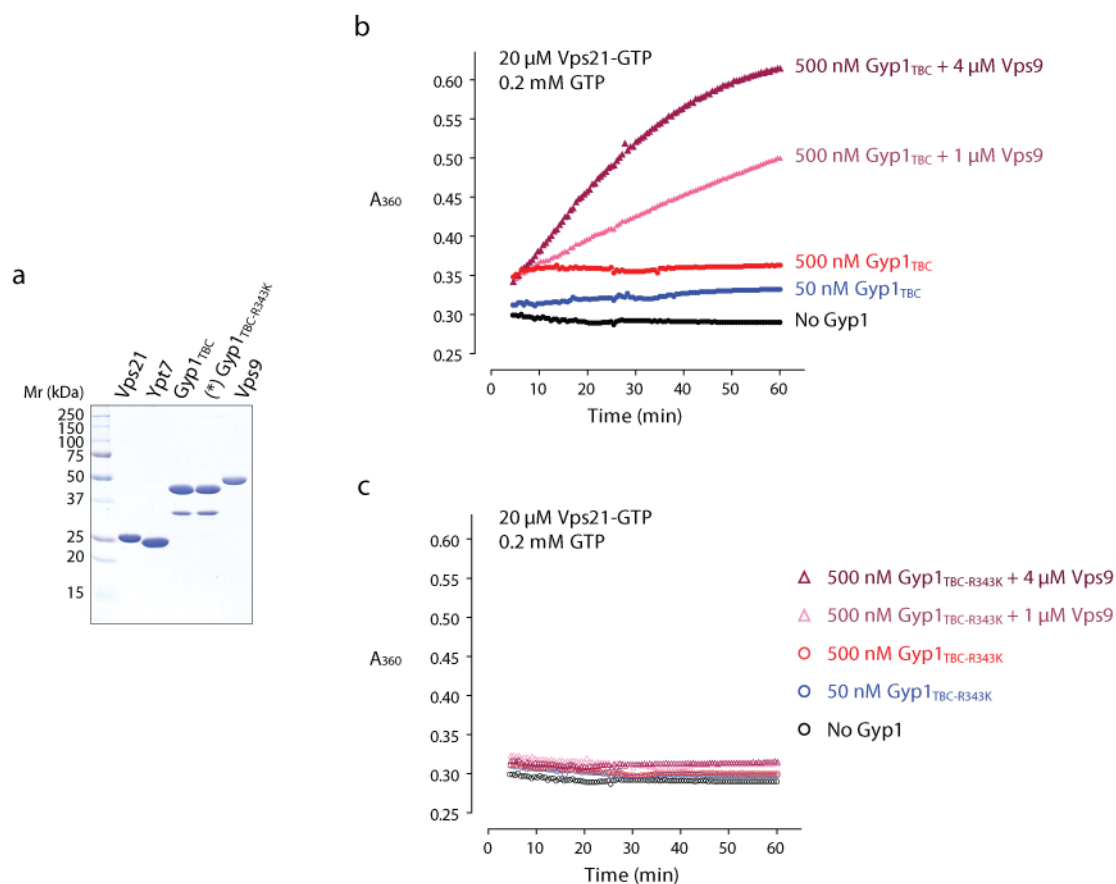 a
Mr (kDa)
Vps21
Ypt7
Gyp1TBC
(*) Gyp1TBC-R343K
Vps9
250
150
100
75
50
37
25
20
15
b
20 µM Vps21-GTP
0.2 mM GTP
A360
0.60
0.55
0.50
0.45
0.40
0.35
0.30
0.25
500 nM Gyp1TBC + 4 µM Vps9
500 nM Gyp1TBC + 1 µM Vps9
500 nM Gyp1TBC
50 nM Gyp1TBC
No Gyp1
0 10 20 30 40 50 60
Time (min)
c
20 µM Vps21-GTP
0.2 mM GTP
A360
0.60
0.55
0.50
0.45
0.40
0.35
0.30
0.25
500 nM Gyp1TBC-R343K + 4 µM Vps9
500 nM Gyp1TBC-R343K + 1 µM Vps9
500 nM Gyp1TBC-R343K
50 nM Gyp1TBC-R343K
No Gyp1
0 10 20 30 40 50 60
Time (min)